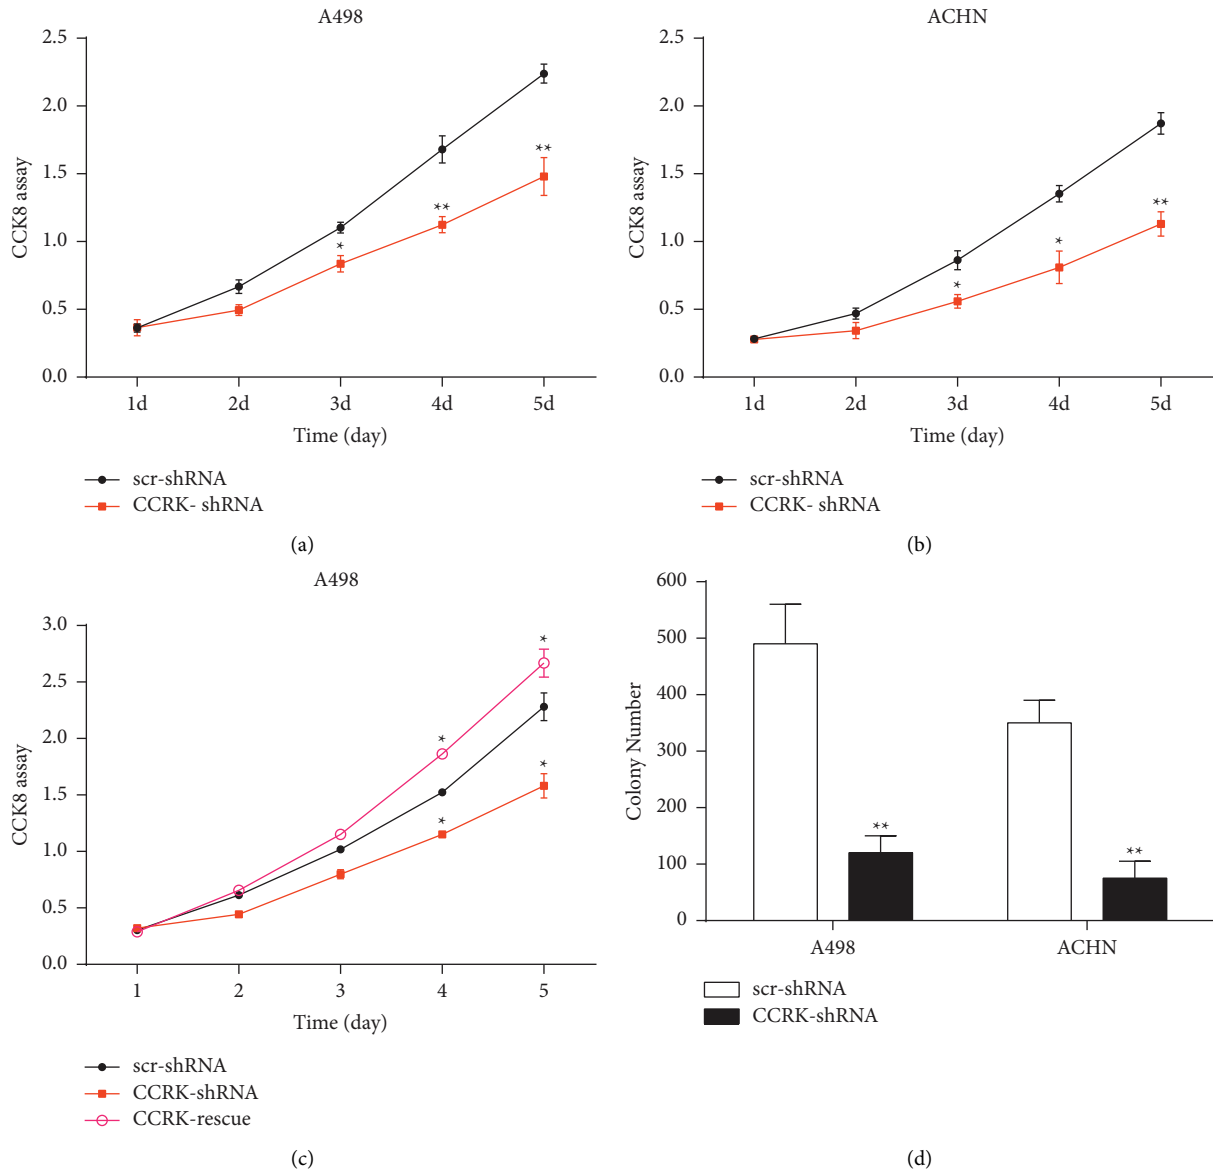 A498
2.5
2.0
1.5
1.0
0.5
0.0
CCK8 assay
*
**
**
1d 2d 3d 4d 5d
Time (day)
scr-shRNA
CCRK- shRNA
(a)
ACHN
2.5
2.0
1.5
1.0
0.5
0.0
CCK8 assay
*
*
**
1d 2d 3d 4d 5d
Time (day)
scr-shRNA
CCRK- shRNA
(b)
A498
3.0
2.5
2.0
1.5
1.0
0.5
0.0
CCK8 assay
*
*
*
*
1 2 3 4 5
Time (day)
scr-shRNA
CCRK-shRNA
CCRK-rescue
(c)
600
500
400
300
200
100
0
Colony Number
**
**
A498 ACHN
scr-shRNA
CCRK-shRNA
(d)